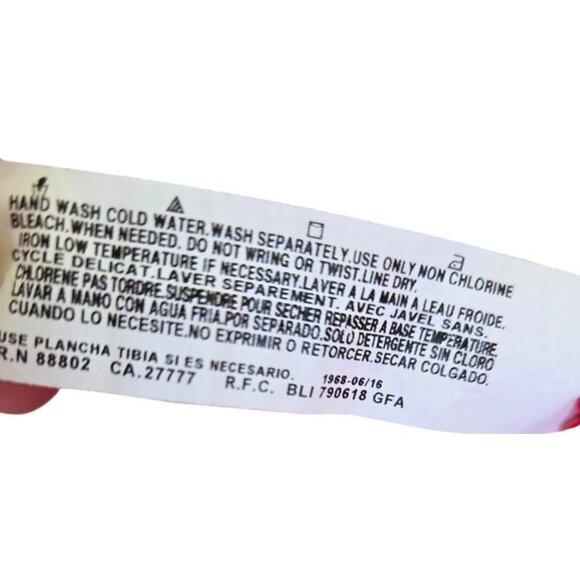 HAND WASH COLD WATER.WASH SEPARATELY.USE ONLY NON CHLORINE
BLEACH.WHEN NEEDED. DO NOT WRING OR TWIST.LINE DRY.
IRON LOW TEMPERATURE IF NECESSARY.LAVER A LA MAIN A LEAU FROIDE.
CYCLE DELICAT.LAVER SEPAREMENT. AVEC JAVEL SANS.
CHLORENE PAS TORDRE.SUSPENDRE POUR SECHER REPASSER A BASE TEMPERATURE.
LAVAR A MANO CON AGUA FRIA.POR SEPARADO.SOLO DETERGENTE SIN CLORO
CUANDO LO NECESITE.NO EXPRIMIR O RETORCER.SECAR COLGADO.
USE PLANCHA TIBIA SI ES NECESARIO. 1968-06/16
R.N 88802 CA.27777 R.F.C. BLI 790618 GFA